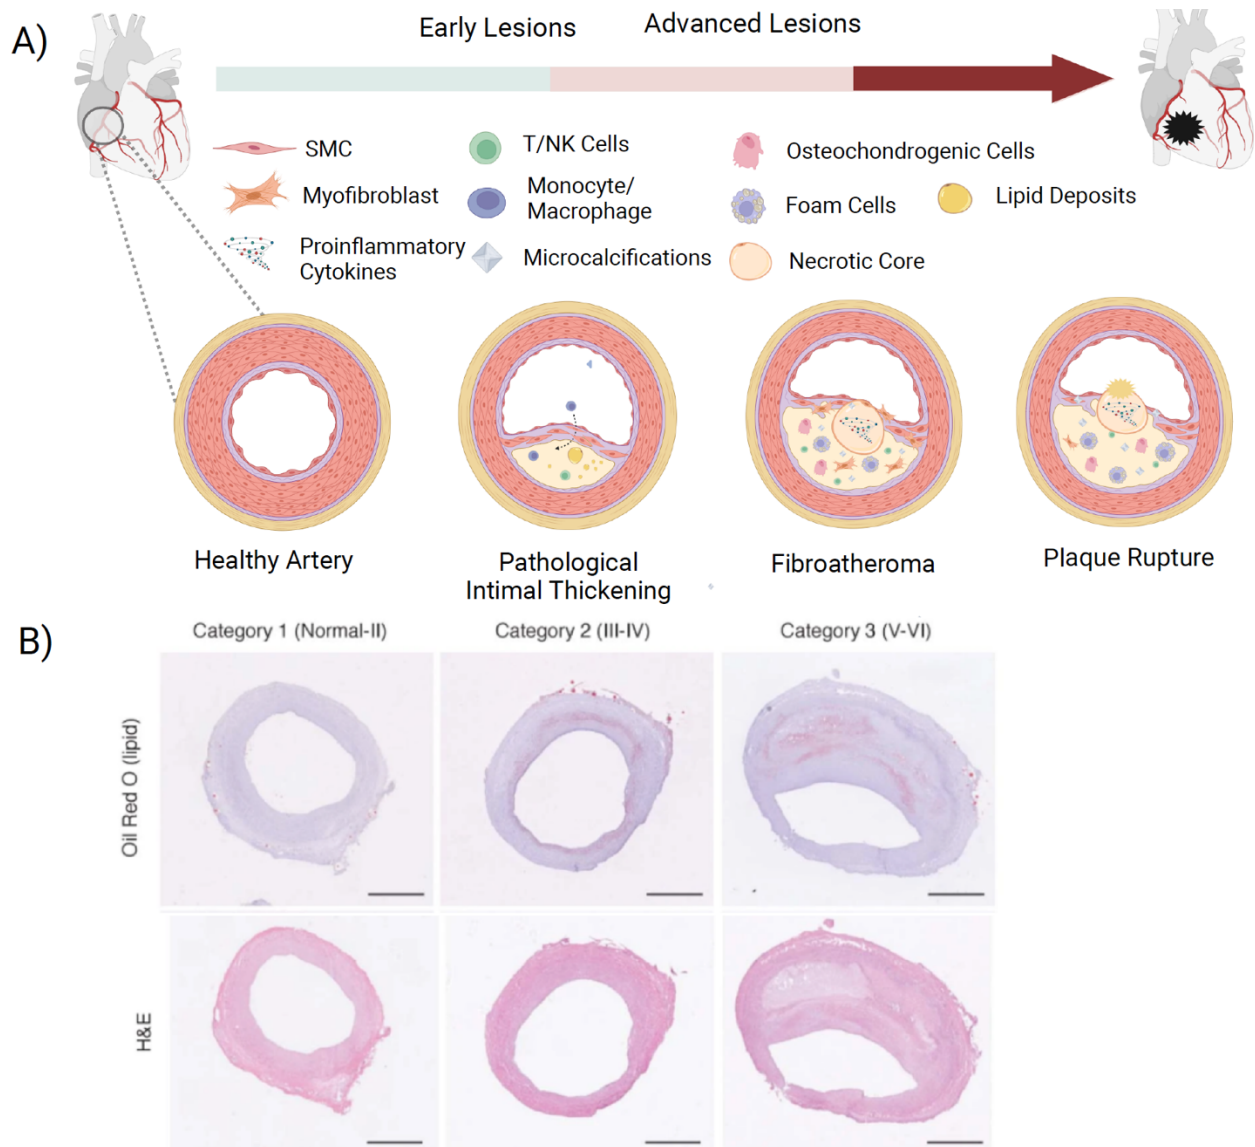 A)
Early Lesions
Advanced Lesions
SMC
T/NK Cells
Osteochondrogenic Cells
Myofibroblast
Monocyte/
Macrophage
Foam Cells
Lipid Deposits
Proinflammatory
Cytokines
Microcalcifications
Necrotic Core
Healthy Artery
Pathological
Intimal Thickening
Fibroatheroma
Plaque Rupture
B)
Category 1 (Normal-II)
Category 2 (III-IV)
Category 3 (V-VI)
Oil Red O (lipid)
H&E